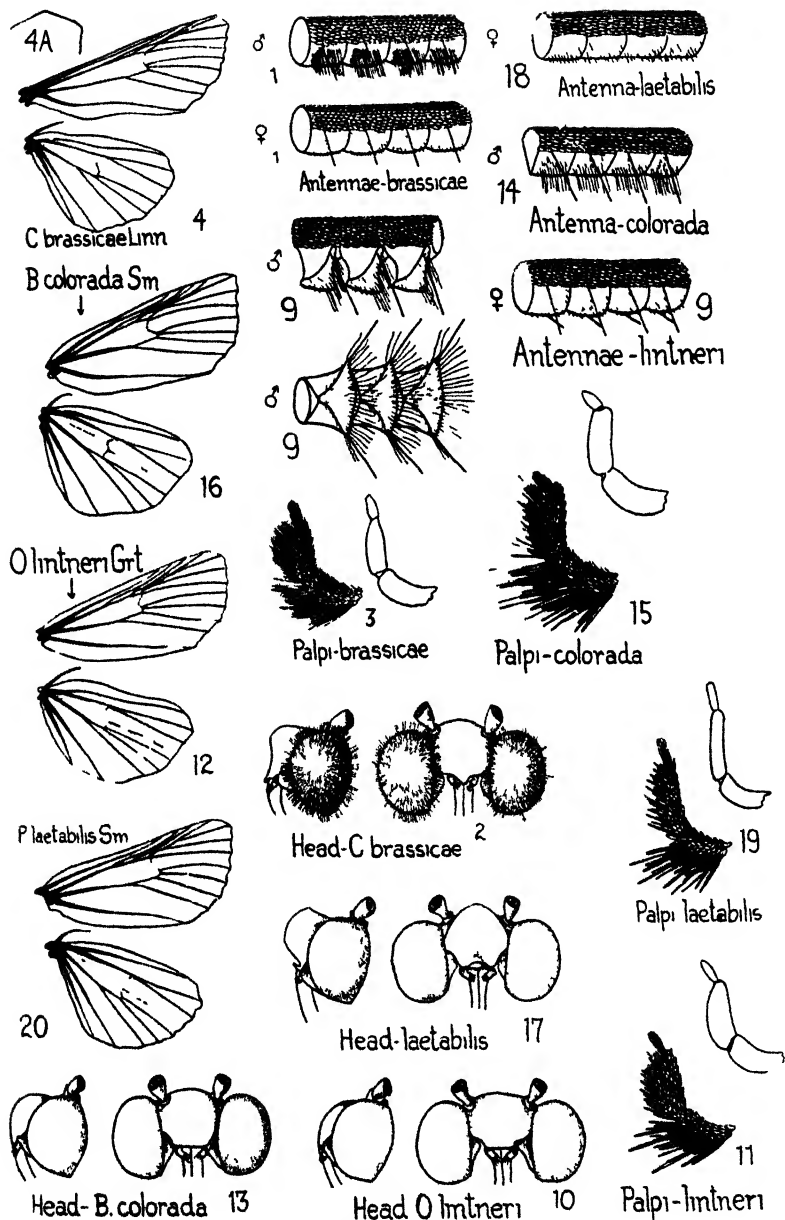 4A
4
C brassicae Linn
B colorada Sm
16
O lintneri Grt
12
P laetabilis Sm
20
♂
1
♀
1
Antennae-brassicae
♂
9
♂
9
♀
18
Antenna-laetabilis
♂
14
Antenna-colorada
♀
9
Antennae-lintneri
3
Palpi-brassicae
15
Palpi-colorada
Head-C brassicae 2
19
Palpi laetabilis
Head-laetabilis 17
11
Palpi-lintneri
Head-B. colorada 13
Head O lintneri 10